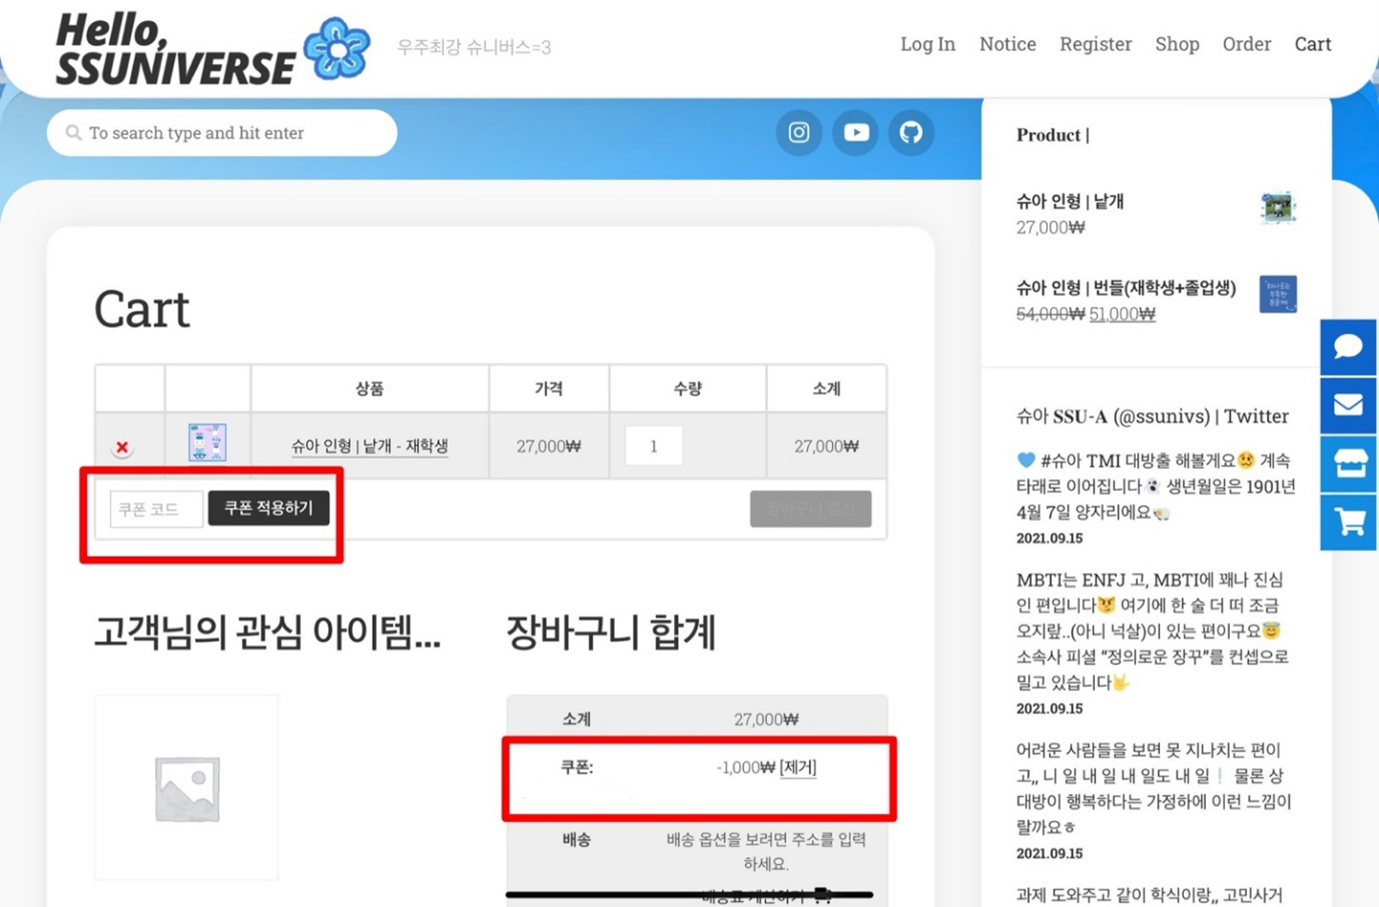 Hello,
SSUNIVERSE
우주최강 슈니버스=3
Log In Notice Register Shop Order Cart
To search type and hit enter
Cart
상품 가격 수량 소계
슈아 인형 | 낱개 - 재학생 27,000₩ 1 27,000₩
쿠폰 코드 쿠폰 적용하기
고객님의 관심 아이템...
장바구니 합계
소계 27,000₩
쿠폰: -1,000₩ [제거]
배송 배송 옵션을 보려면 주소를 입력
하세요.
Product |
슈아 인형 | 낱개
27,000₩
슈아 인형 | 번들(재학생+졸업생)
54,000₩ 51,000₩
슈아 SSU-A (@ssunivs) | Twitter
💙 #슈아 TMI 대방출 해볼게요🥴 계속
타래로 이어집니다👻 생년월일은 1901년
4월 7일 양자리에요🐑
2021.09.15
MBTI는 ENFJ 고, MBTI에 꽤나 진심
인 편입니다😼 여기에 한 술 더 떠 조금
오지랖..(아니 넉살)이 있는 편이구요😇
소속사 피셜 "정의로운 장꾸"를 컨셉으로
밀고 있습니다🤟
2021.09.15
어려운 사람들을 보면 못 지나치는 편이
고,, 니 일 내 일 내 일도 내 일❕ 물론 상
대방이 행복하다는 가정하에 이런 느낌이
랄까요ㅎ
2021.09.15
과제 도와주고 같이 학식이랑,, 고민사거